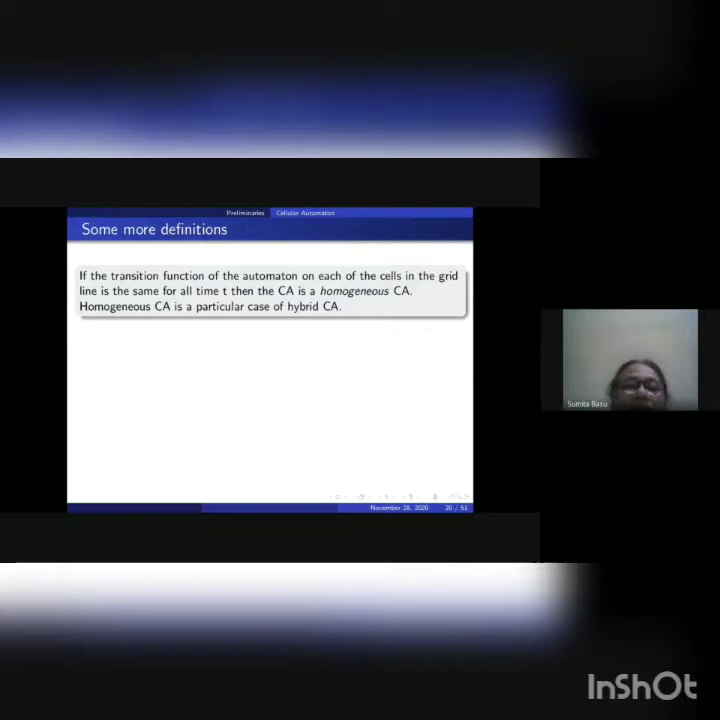 Preliminaries Cellular Automaton
Some more definitions
If the transition function of the automaton on each of the cells in the grid
line is the same for all time t then the CA is a homogeneous CA.
Homogeneous CA is a particular case of hybrid CA.
Sumita Basu
November 28, 2020 20 / 51
InShOt